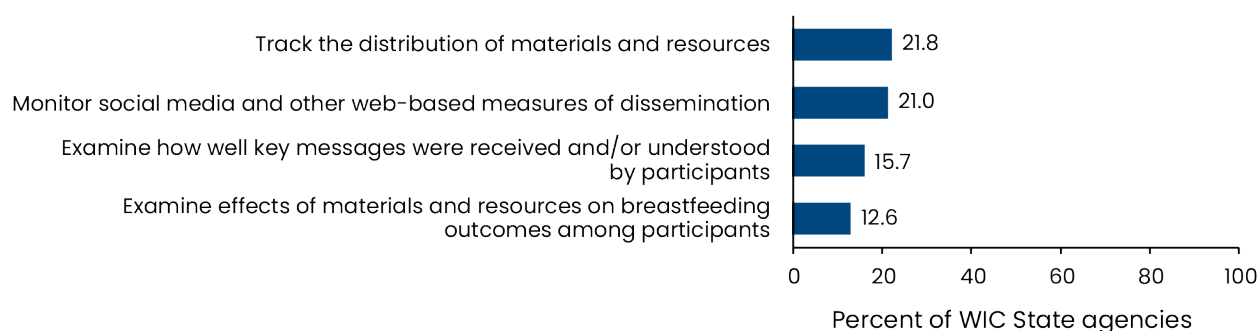 Track the distribution of materials and resources
21.8
Monitor social media and other web-based measures of dissemination
21.0
Examine how well key messages were received and/or understood
by participants
15.7
Examine effects of materials and resources on breastfeeding
outcomes among participants
12.6
0 20 40 60 80 100
Percent of WIC State agencies